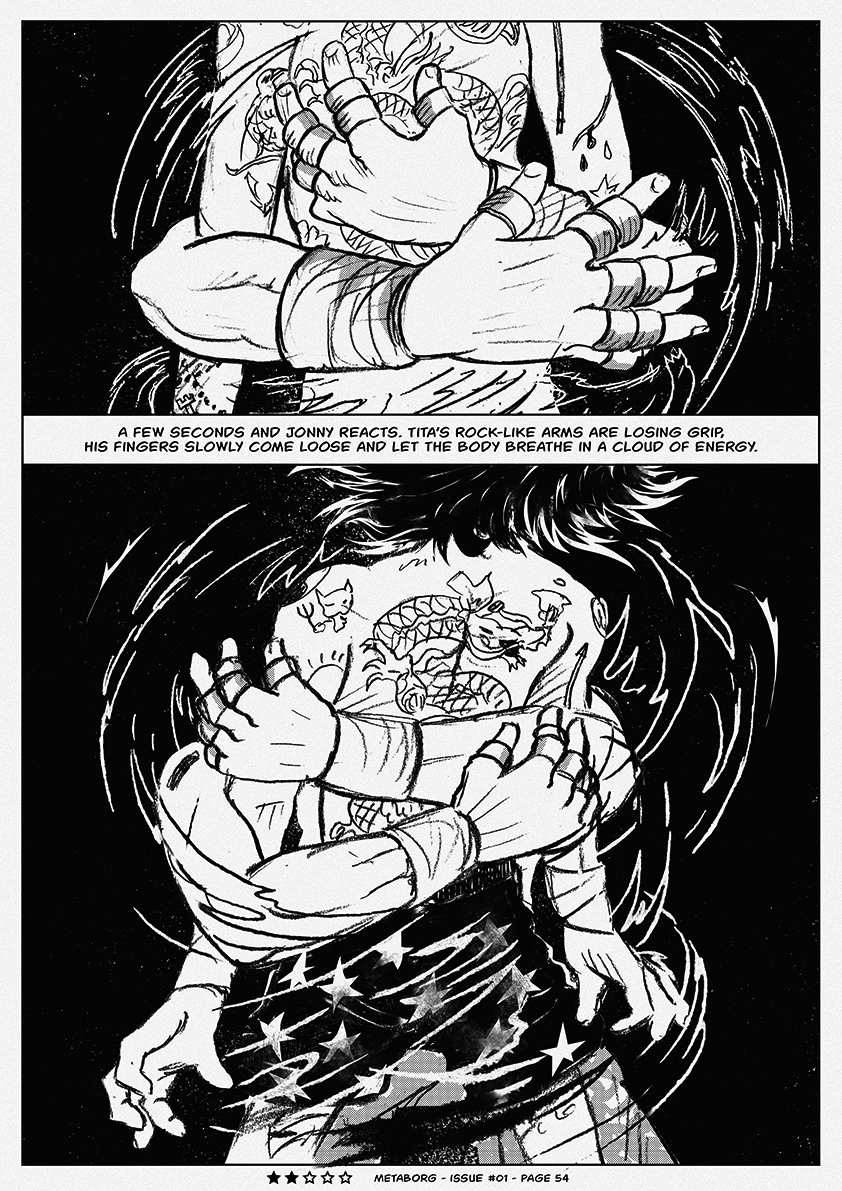 A FEW SECONDS AND JONNY REACTS. TITA'S ROCK-LIKE ARMS ARE LOSING GRIP,
HIS FINGERS SLOWLY COME LOOSE AND LET THE BODY BREATHE IN A CLOUD OF ENERGY.
METABORG - ISSUE #01 - PAGE 54